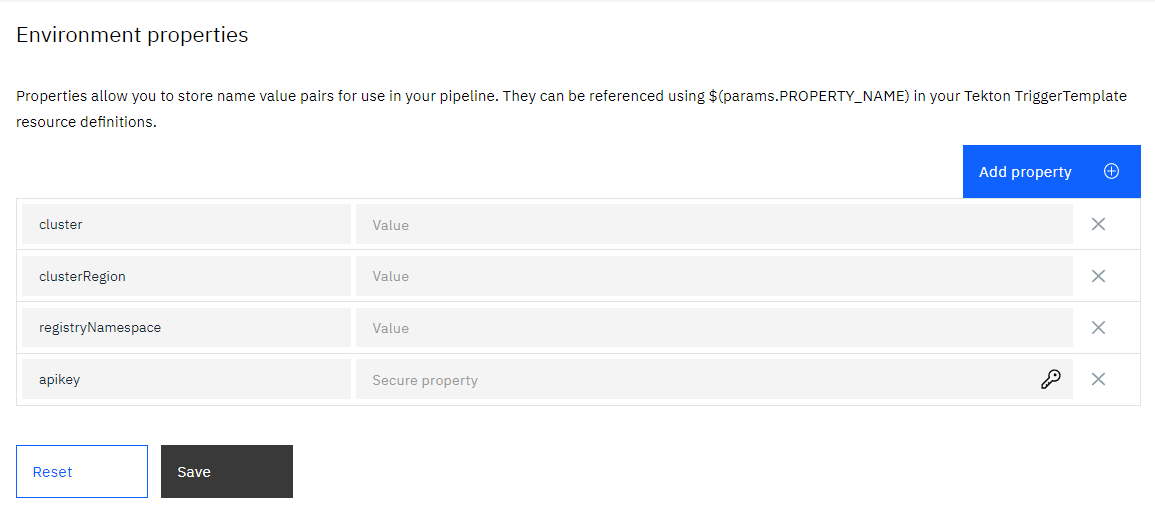 Environment properties
Properties allow you to store name value pairs for use in your pipeline. They can be referenced using $(params.PROPERTY_NAME) in your Tekton TriggerTemplate
resource definitions.
Add property
cluster Value
clusterRegion Value
registryNamespace Value
apikey Secure property
Reset Save